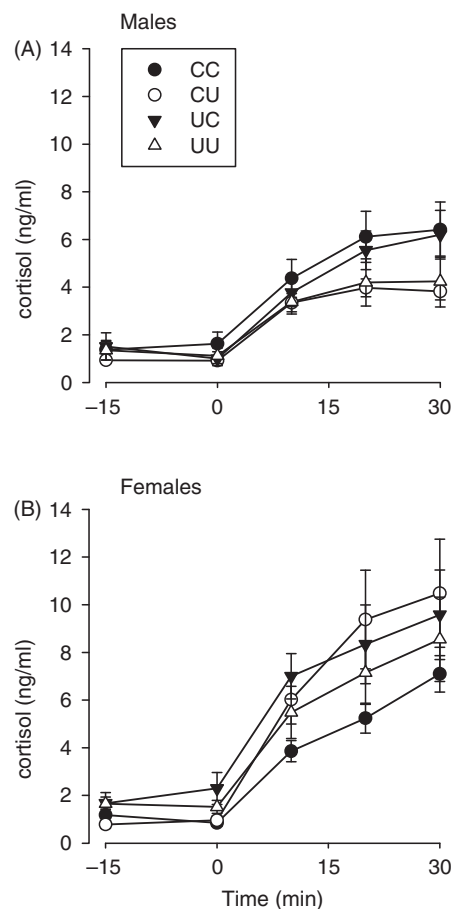 Males
(A)
14
12
10
8
6
4
2
0
cortisol (ng/ml)
CC
CU
UC
UU
–15
0
15
30
Females
(B)
14
12
10
8
6
4
2
0
cortisol (ng/ml)
–15
0
15
30
Time (min)